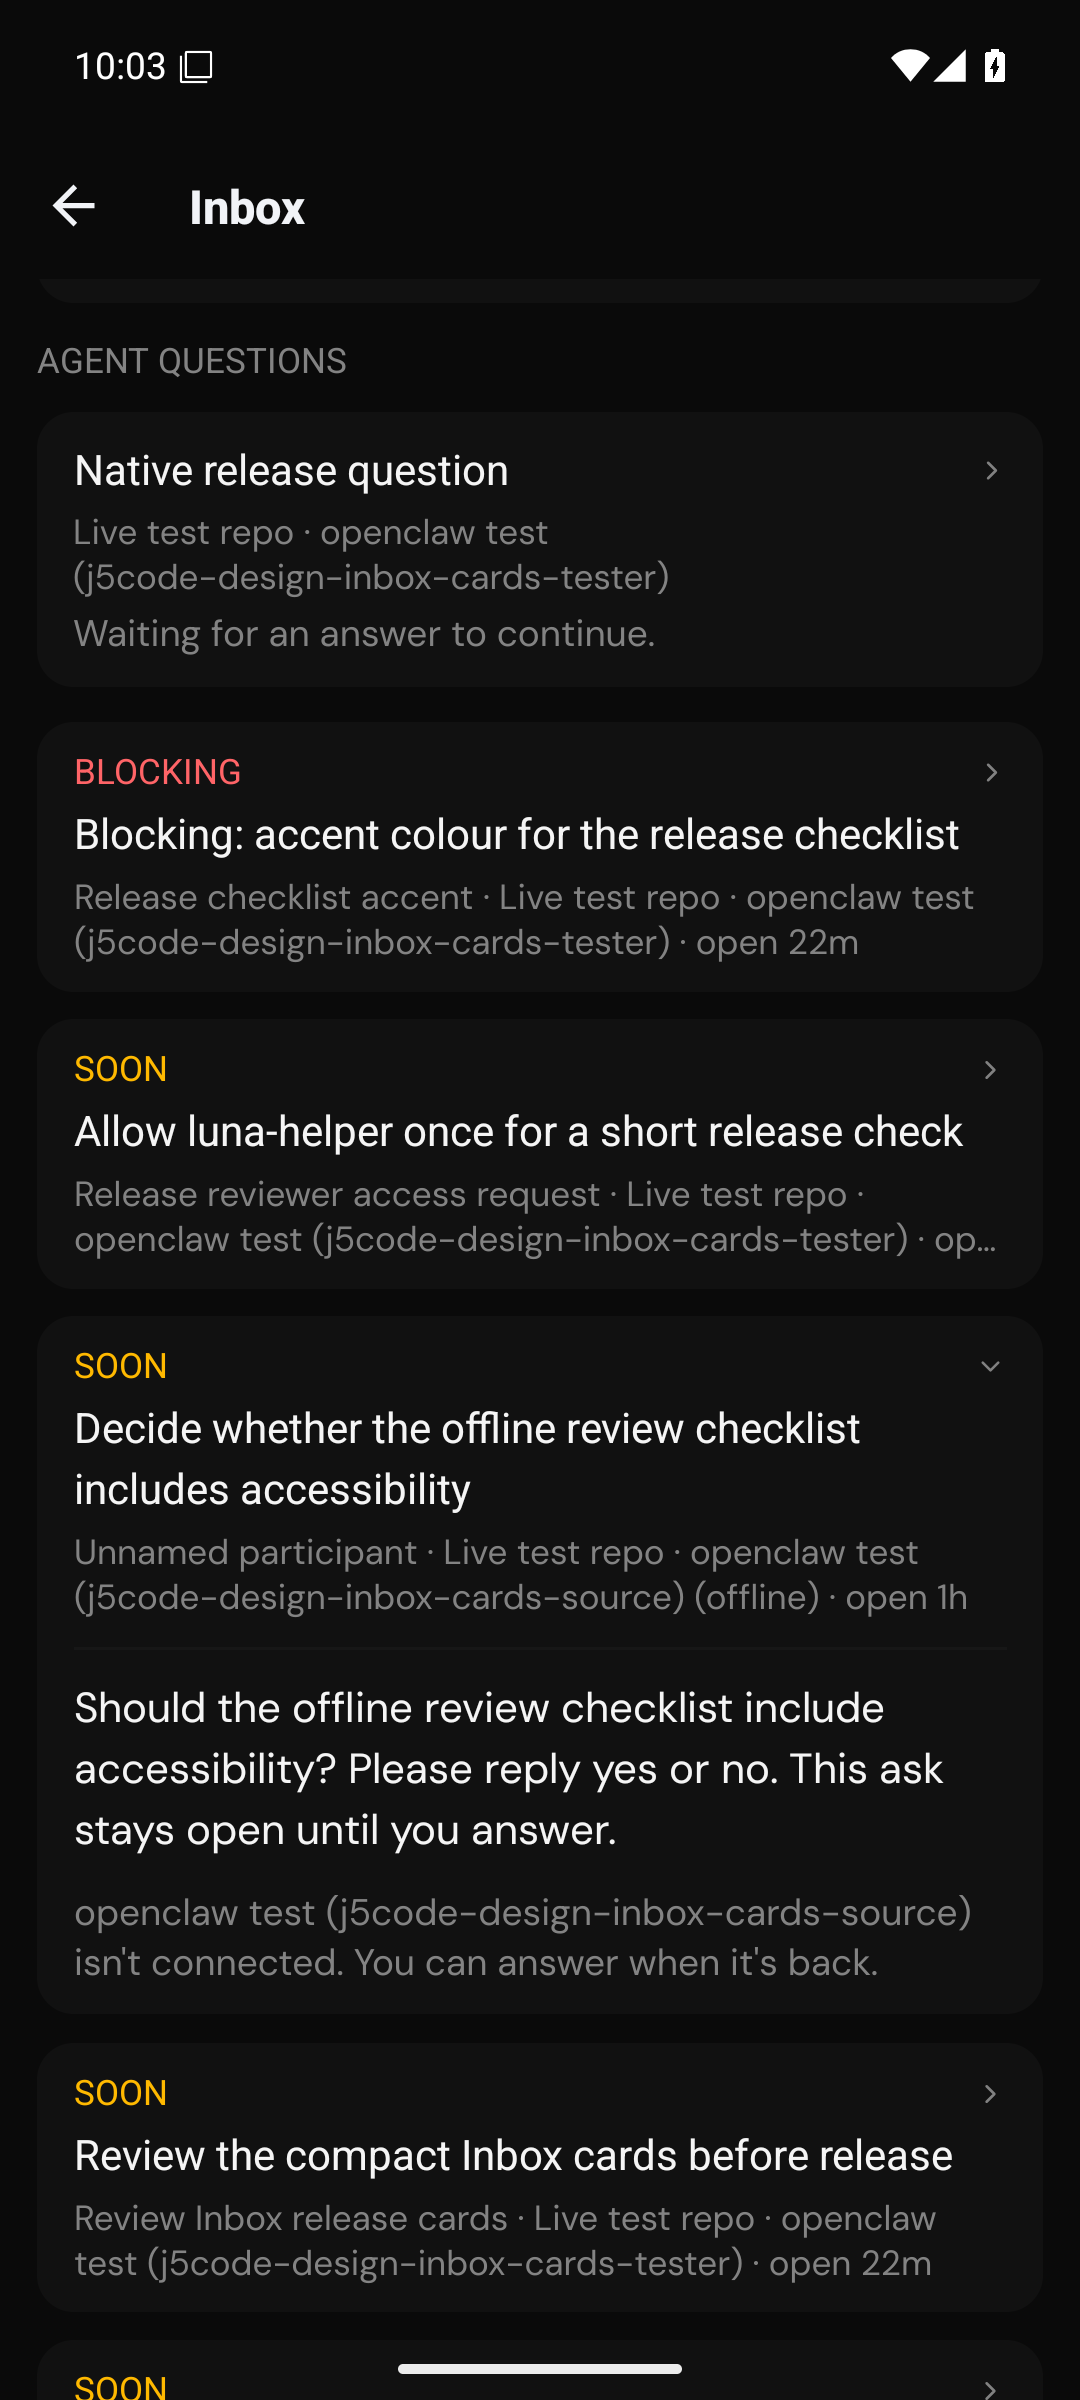 10:03
Inbox
AGENT QUESTIONS
Native release question
Live test repo · openclaw test
(j5code-design-inbox-cards-tester)
Waiting for an answer to continue.
BLOCKING
Blocking: accent colour for the release checklist
Release checklist accent · Live test repo · openclaw test
(j5code-design-inbox-cards-tester) · open 22m
SOON
Allow luna-helper once for a short release check
Release reviewer access request · Live test repo ·
openclaw test (j5code-design-inbox-cards-tester) · op...
SOON
Decide whether the offline review checklist
includes accessibility
Unnamed participant · Live test repo · openclaw test
(j5code-design-inbox-cards-source) (offline) · open 1h
Should the offline review checklist include
accessibility? Please reply yes or no. This ask
stays open until you answer.
openclaw test (j5code-design-inbox-cards-source)
isn't connected. You can answer when it's back.
SOON
Review the compact Inbox cards before release
Review Inbox release cards · Live test repo · openclaw
test (j5code-design-inbox-cards-tester) · open 22m
SOON